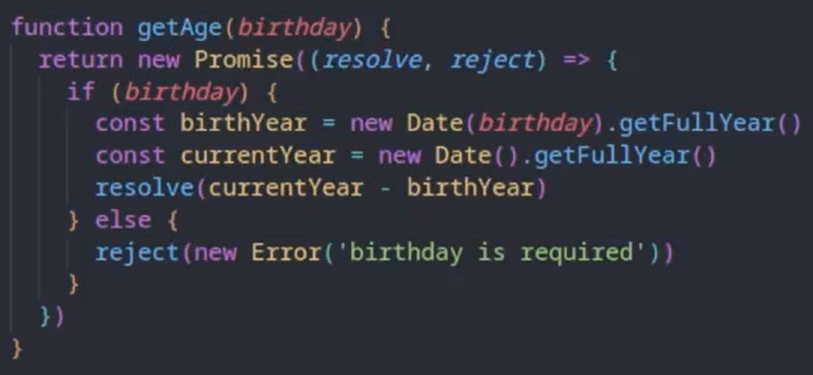 function getAge(birthday) {
  return new Promise((resolve, reject) => {
    if (birthday) {
      const birthYear = new Date(birthday).getFullYear()
      const currentYear = new Date().getFullYear()
      resolve(currentYear - birthYear)
    } else {
      reject(new Error('birthday is required'))
    }
  })
}